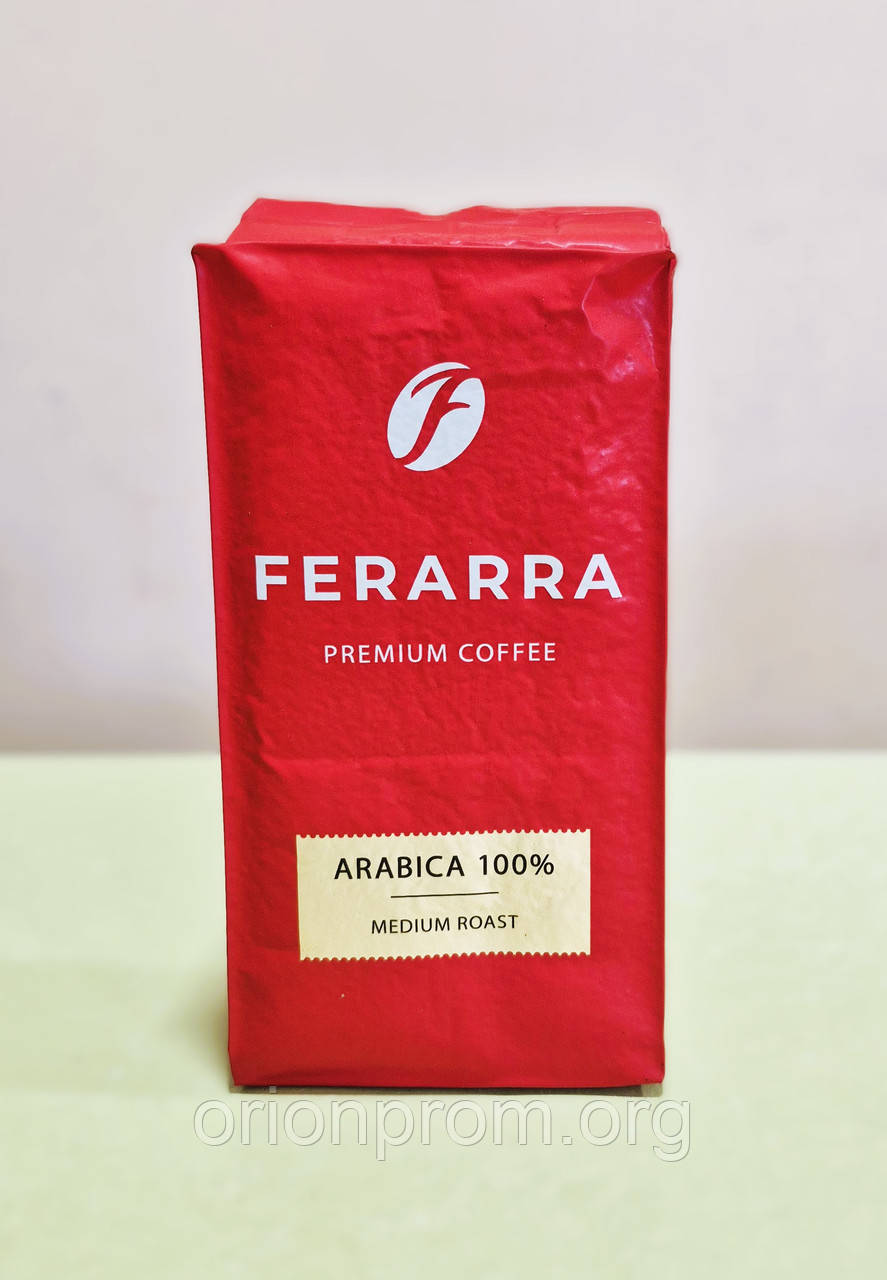 FERARRA
PREMIUM COFFEE
ARABICA 100%
MEDIUM ROAST
orionprom.org